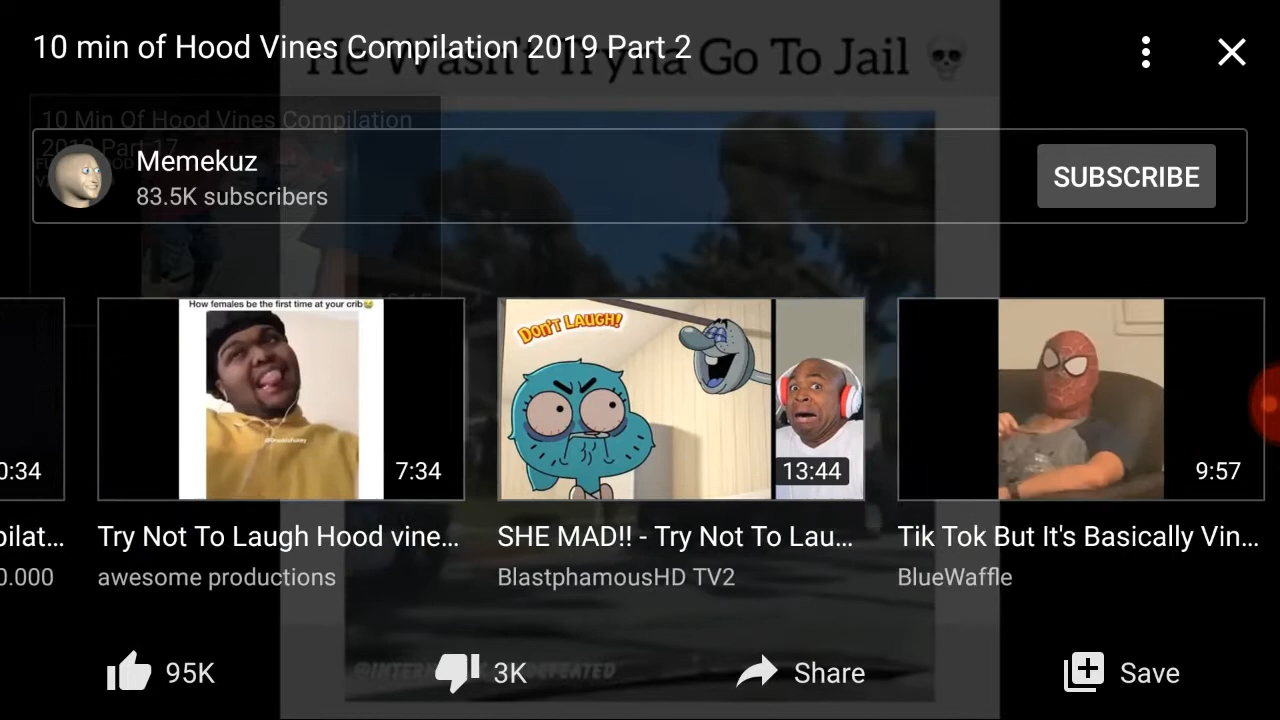 10 min of Hood Vines Compilation 2019 Part 2
He Wasn't Tryna Go To Jail 💀
10 Min Of Hood Vines Compilation
2019 Part 17
Memekuz
83.5K subscribers
SUBSCRIBE
0:34
How females be the first time at your crib😭
7:34
DON'T LAUGH!
13:44
9:57
pilat...
Try Not To Laugh Hood vine...
SHE MAD!! - Try Not To Lau...
Tik Tok But It's Basically Vin...
0.000
awesome productions
BlastphamousHD TV2
BlueWaffle
95K
3K
Share
Save